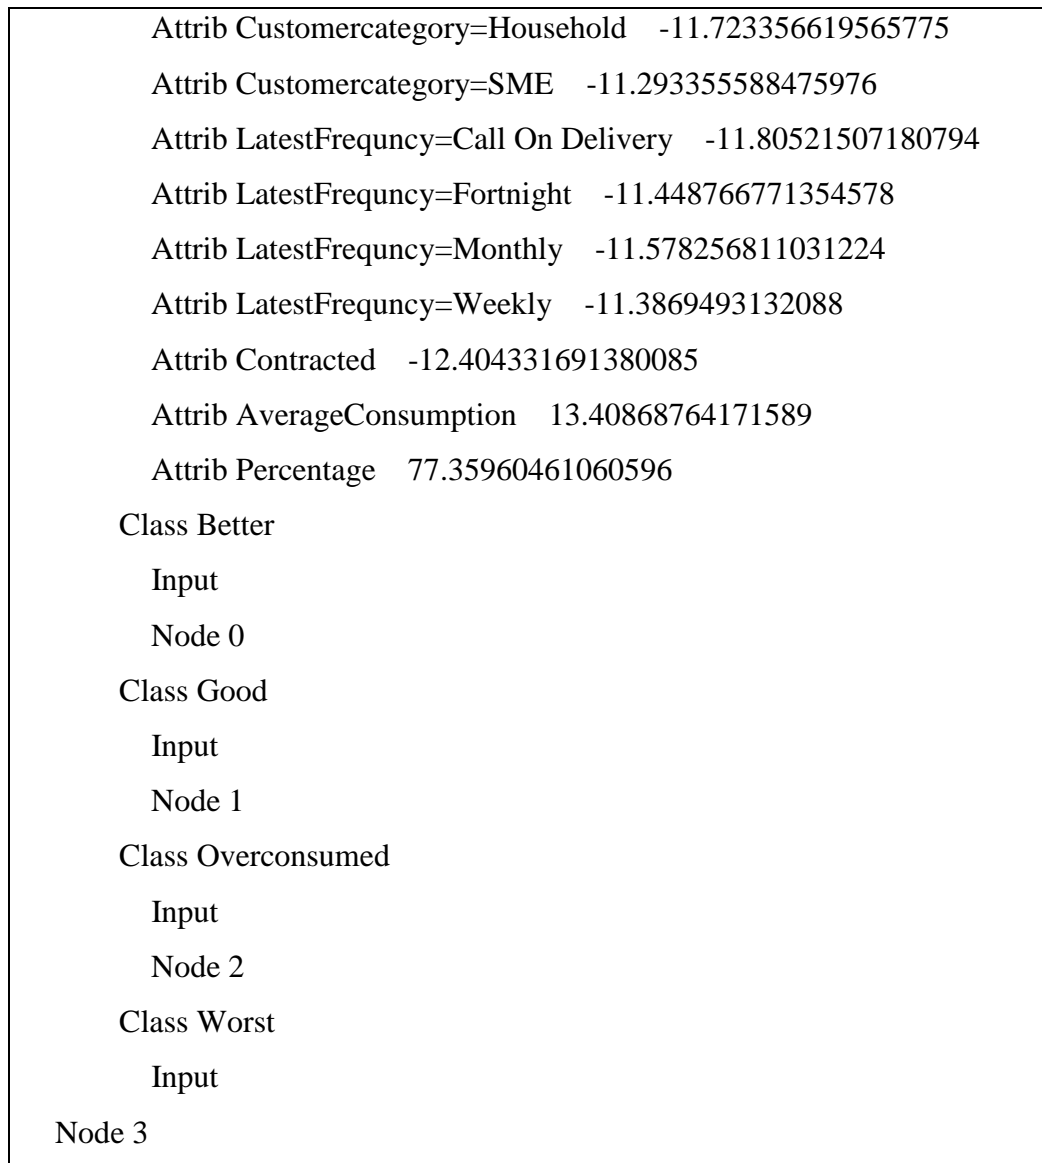 Attrib Customercategory=Household -11.723356619565775
Attrib Customercategory=SME -11.293355588475976
Attrib LatestFrequncy=Call On Delivery -11.80521507180794
Attrib LatestFrequncy=Fortnight -11.448766771354578
Attrib LatestFrequncy=Monthly -11.578256811031224
Attrib LatestFrequncy=Weekly -11.3869493132088
Attrib Contracted -12.404331691380085
Attrib AverageConsumption 13.40868764171589
Attrib Percentage 77.35960461060596
Class Better
Input
Node 0
Class Good
Input
Node 1
Class Overconsumed
Input
Node 2
Class Worst
Input
Node 3